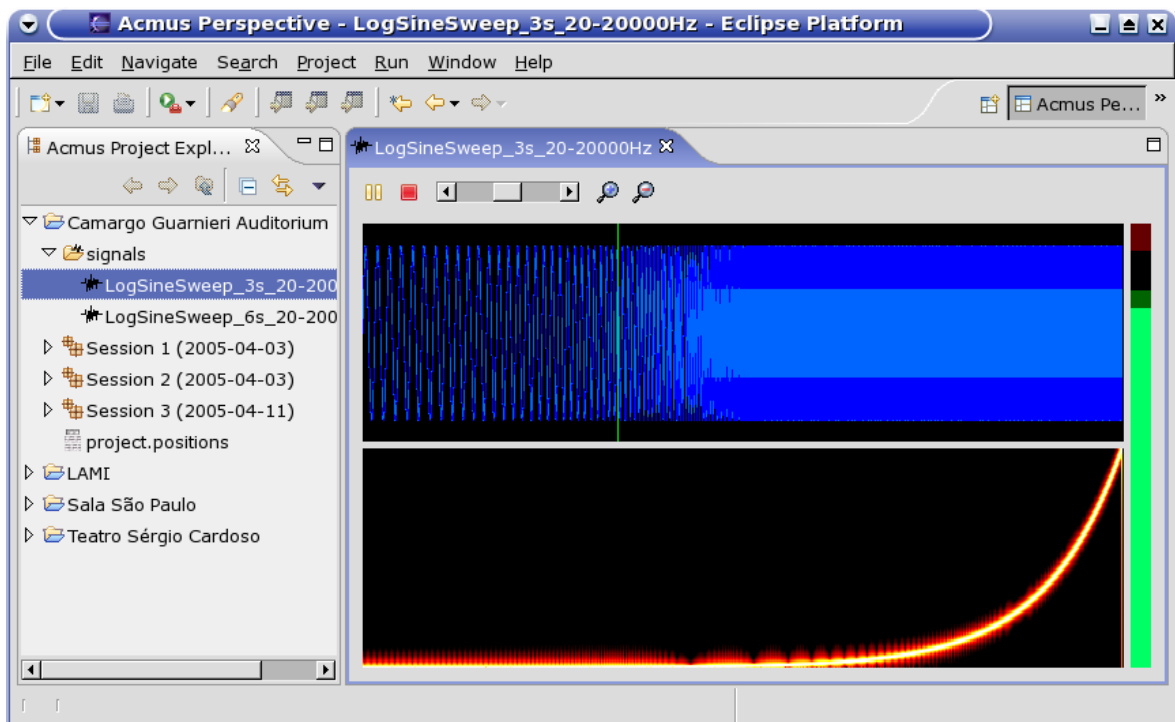 Acmus Perspective - LogSineSweep_3s_20-20000Hz - Eclipse Platform
File Edit Navigate Search Project Run Window Help
Acmus Pe... »
Acmus Project Expl...
LogSineSweep_3s_20-20000Hz
Camargo Guarnieri Auditorium
signals
LogSineSweep_3s_20-200
LogSineSweep_6s_20-200
Session 1 (2005-04-03)
Session 2 (2005-04-03)
Session 3 (2005-04-11)
project.positions
LAMI
Sala São Paulo
Teatro Sérgio Cardoso